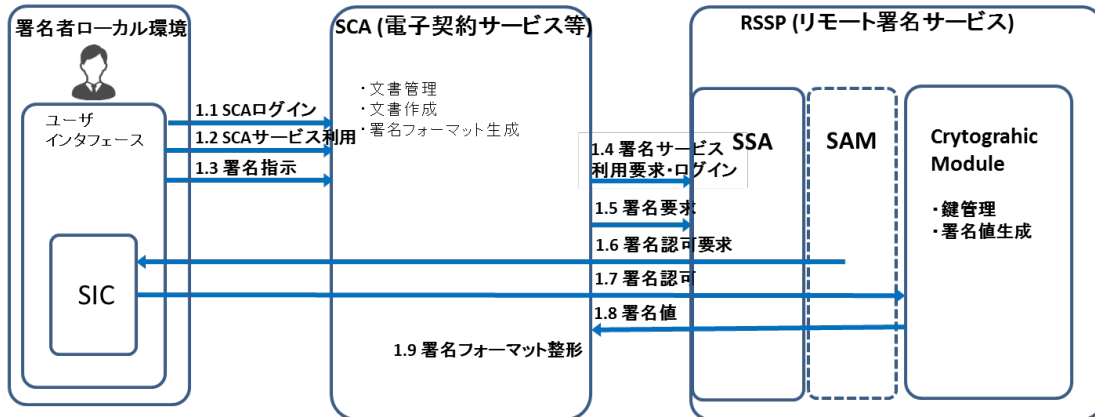 署名者ローカル環境
ユーザ
インタフェース
SIC
1.1 SCAログイン
1.2 SCAサービス利用
1.3 署名指示
SCA (電子契約サービス等)
・文書管理
・文書作成
・署名フォーマット生成
1.4 署名サービス
利用要求・ログイン
1.5 署名要求
1.6 署名認可要求
1.7 署名認可
1.8 署名値
1.9 署名フォーマット整形
RSSP (リモート署名サービス)
SSA
SAM
Crytograhic
Module
・鍵管理
・署名値生成